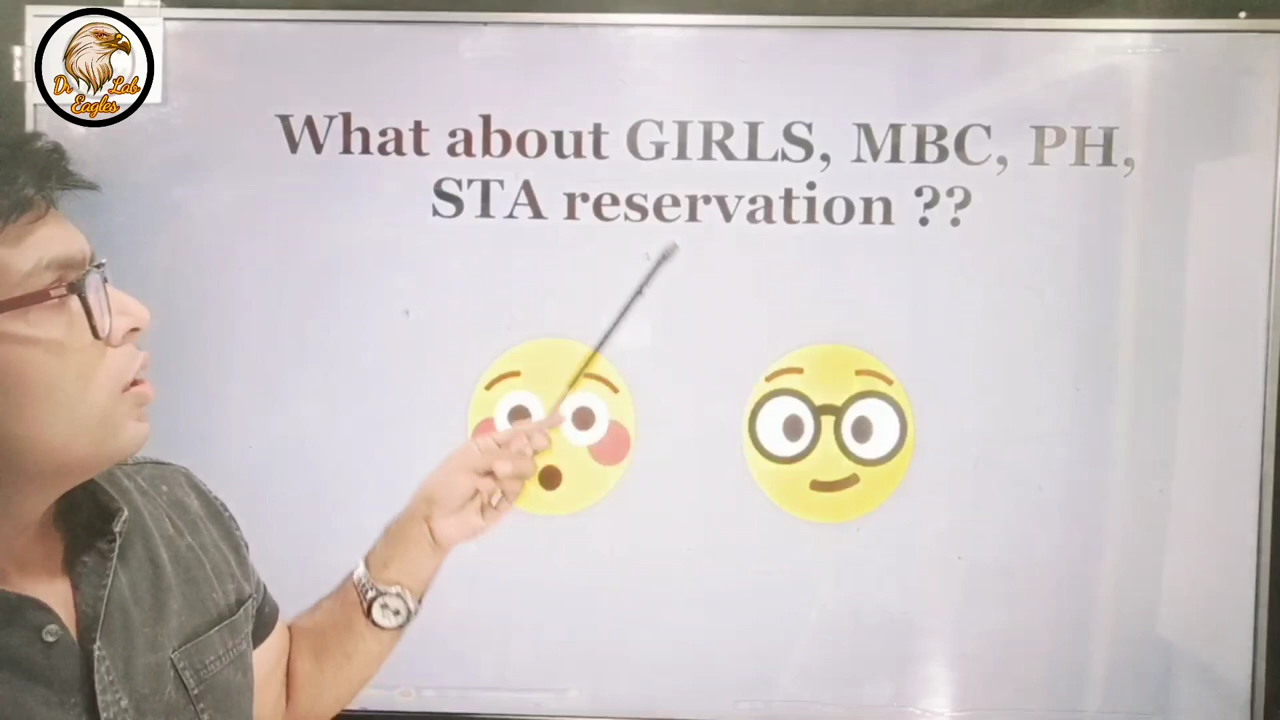 Dr Lab
Eagles
What about GIRLS, MBC, PH,
STA reservation ??